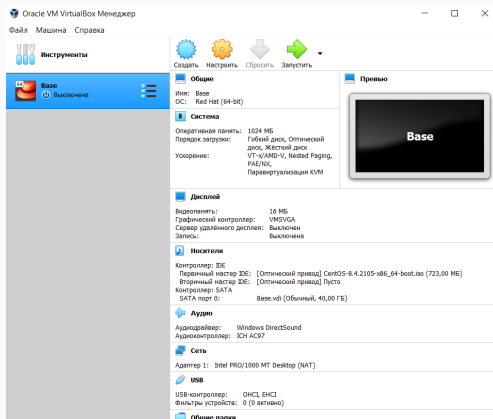 Oracle VM VirtualBox Менеджер
Файл Машина Справка
Инструменты
Создать Настроить Сбросить Запустить
64
Base
Выключена
Общие
Имя: Base
ОС: Red Hat (64-bit)
Превью
Base
Система
Оперативная память: 1024 МБ
Порядок загрузки: Гибкий диск, Оптический
диск, Жёсткий диск
Ускорение: VT-x/AMD-V, Nested Paging,
PAE/NX,
Паравиртуализация KVM
Дисплей
Видеопамять: 16 МБ
Графический контроллер: VMSVGA
Сервер удалённого дисплея: Выключен
Запись: Выключена
Носители
Контроллер: IDE
Первичный мастер IDE: [Оптический привод] CentOS-8.4.2105-x86_64-boot.iso (723,00 МБ)
Вторичный мастер IDE: [Оптический привод] Пусто
Контроллер: SATA
SATA порт 0: Base.vdi (Обычный, 40,00 ГБ)
Аудио
Аудиодрайвер: Windows DirectSound
Аудиоконтроллер: ICH AC97
Сеть
Адаптер 1: Intel PRO/1000 MT Desktop (NAT)
USB
USB-контроллер: OHCI, EHCI
Фильтры устройств: 0 (0 активно)
Общие папки